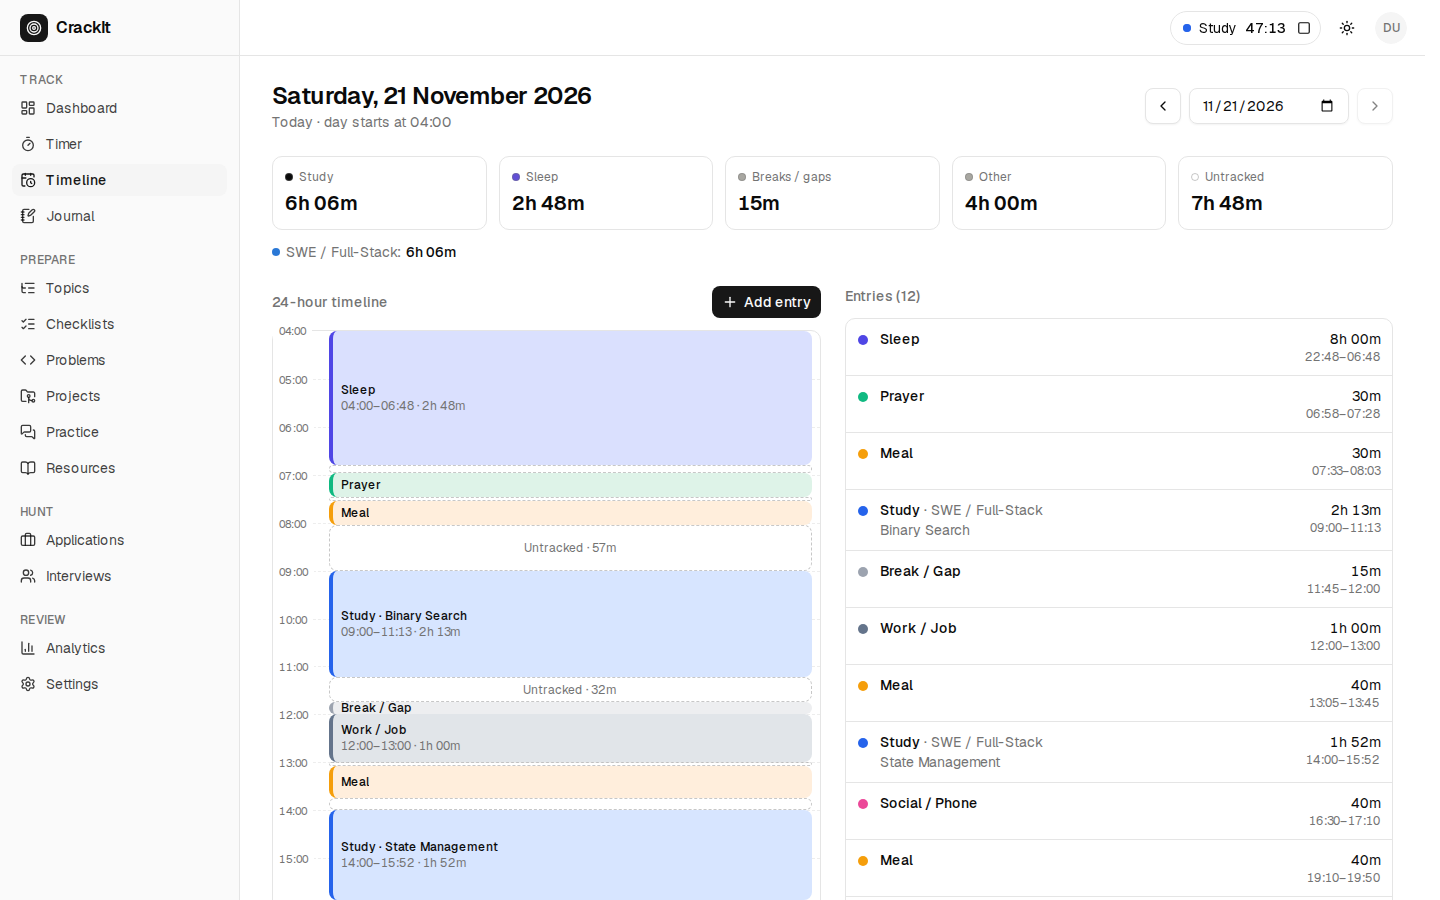 CrackIt
Study 47:13
DU
TRACK
Dashboard
Timer
Timeline
Journal
PREPARE
Topics
Checklists
Problems
Projects
Practice
Resources
HUNT
Applications
Interviews
REVIEW
Analytics
Settings
Saturday, 21 November 2026
Today · day starts at 04:00
11/21/2026
Study
6h 06m
Sleep
2h 48m
Breaks / gaps
15m
Other
4h 00m
Untracked
7h 48m
SWE / Full-Stack: 6h 06m
24-hour timeline
Add entry
04:00
05:00
06:00
07:00
08:00
09:00
10:00
11:00
12:00
13:00
14:00
15:00
Sleep
04:00–06:48 · 2h 48m
Prayer
Meal
Untracked · 57m
Study · Binary Search
09:00–11:13 · 2h 13m
Untracked · 32m
Break / Gap
Work / Job
12:00–13:00 · 1h 00m
Meal
Study · State Management
14:00–15:52 · 1h 52m
Entries (12)
Sleep 8h 00m
22:48–06:48
Prayer 30m
06:58–07:28
Meal 30m
07:33–08:03
Study · SWE / Full-Stack 2h 13m
Binary Search 09:00–11:13
Break / Gap 15m
11:45–12:00
Work / Job 1h 00m
12:00–13:00
Meal 40m
13:05–13:45
Study · SWE / Full-Stack 1h 52m
State Management 14:00–15:52
Social / Phone 40m
16:30–17:10
Meal 40m
19:10–19:50